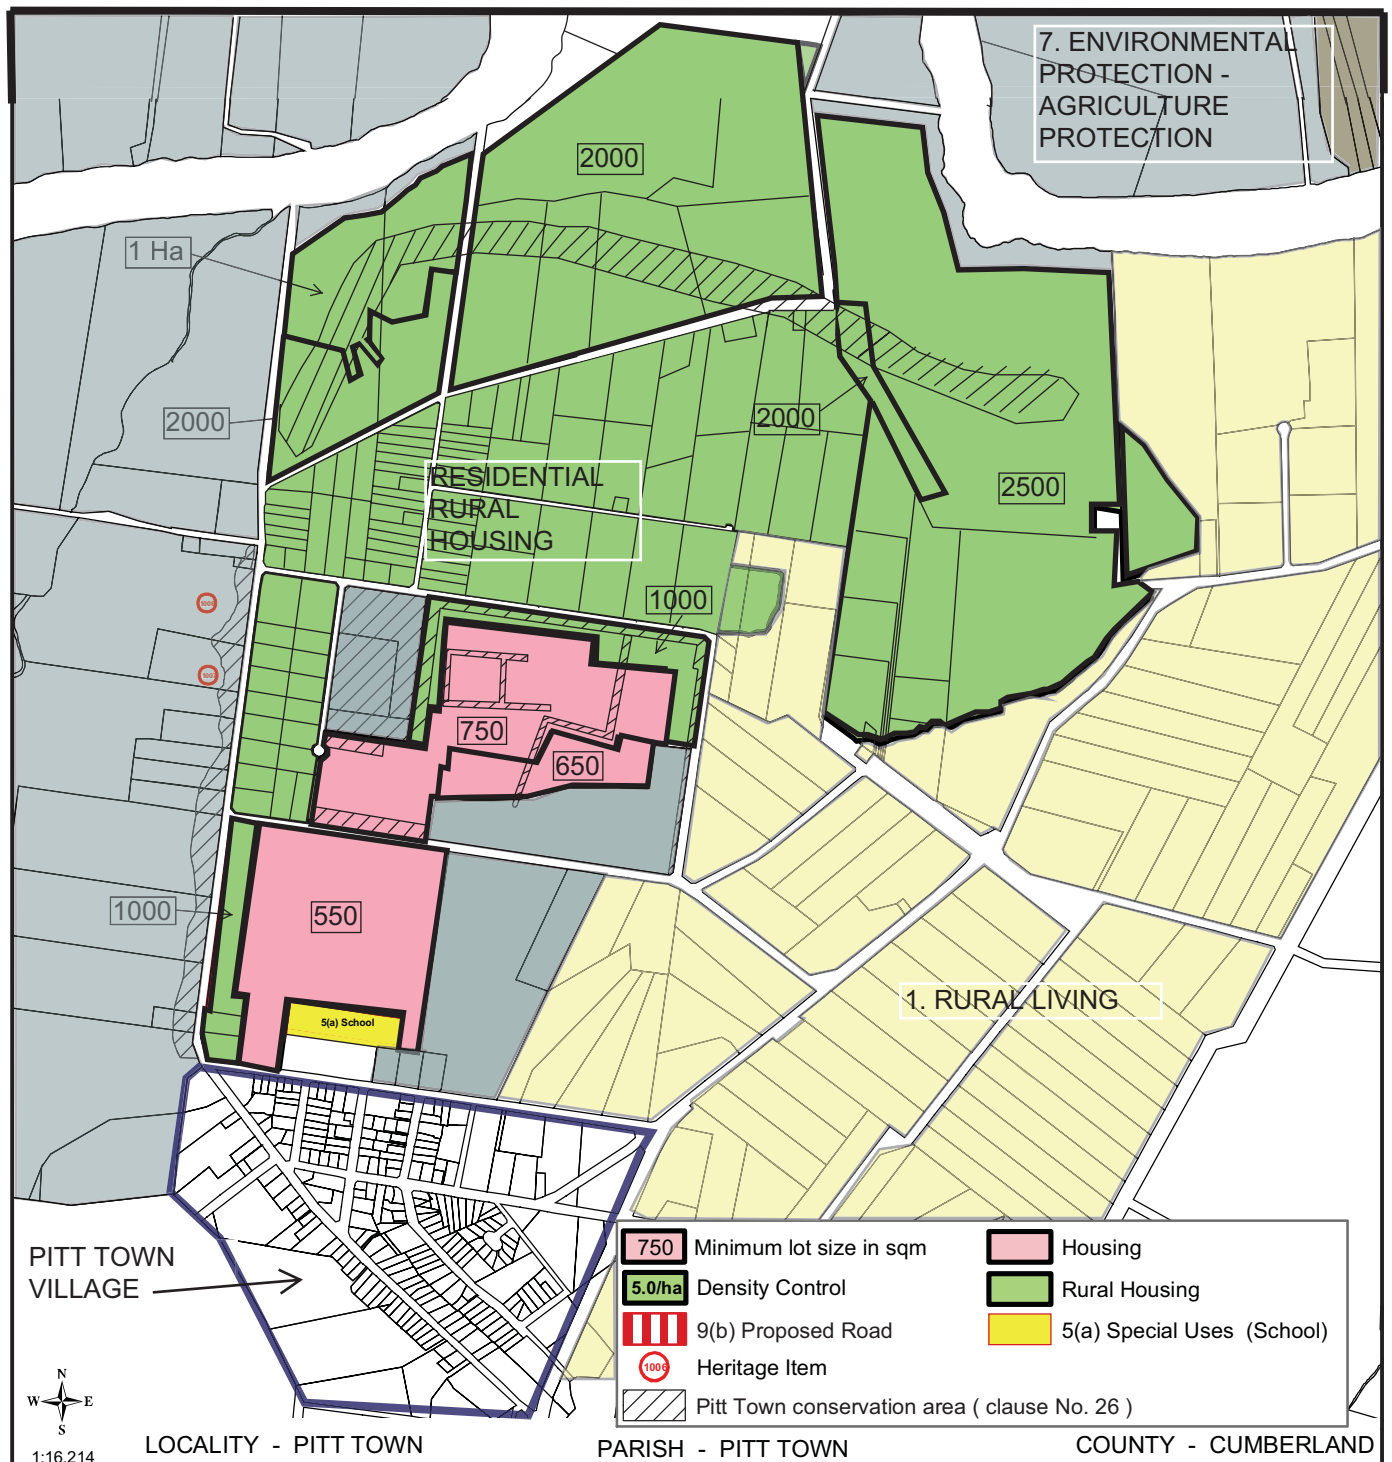 7. ENVIRONMENTAL
PROTECTION -
AGRICULTURE
PROTECTION
2000
1 Ha
2000
2000
2500
RESIDENTIAL
RURAL
HOUSING
1000
1006
1007
750
650
1000
550
5(a) School
1. RURAL LIVING
PITT TOWN
VILLAGE
750 Minimum lot size in sqm
5.0/ha Density Control
9(b) Proposed Road
1006 Heritage Item
Pitt Town conservation area ( clause No. 26 )
Housing
Rural Housing
5(a) Special Uses (School)
N
W E
S
1:16,214
LOCALITY - PITT TOWN
PARISH - PITT TOWN
COUNTY - CUMBERLAND